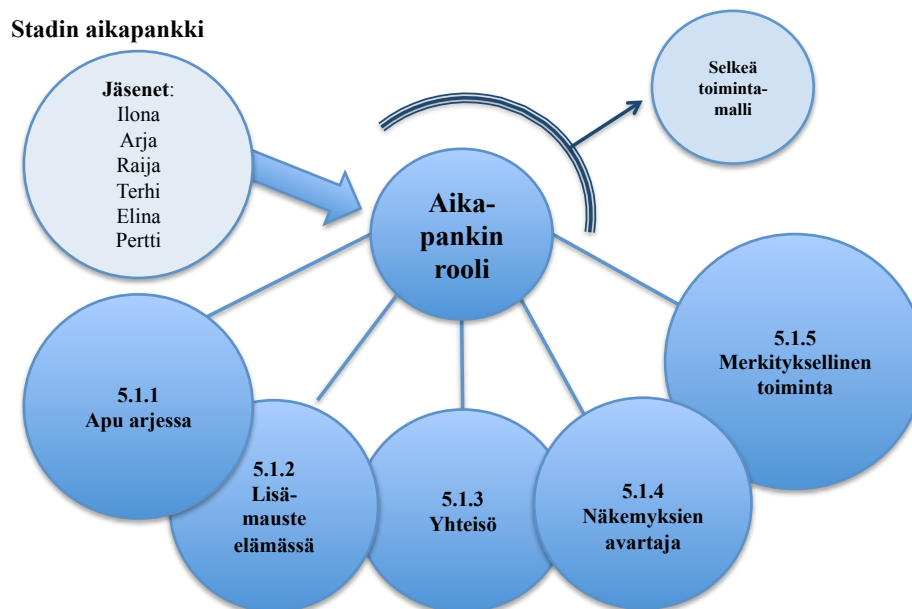 Stadin aikapankki
Jäsenet:
Ilona
Arja
Raija
Terhi
Elina
Pertti
Selkeä
toiminta-
malli
Aika-
pankin
rooli
5.1.1
Apu arjessa
5.1.2
Lisä-
mauste
elämässä
5.1.3
Yhteisö
5.1.4
Näkemyksien
avartaja
5.1.5
Merkityksellinen
toiminta